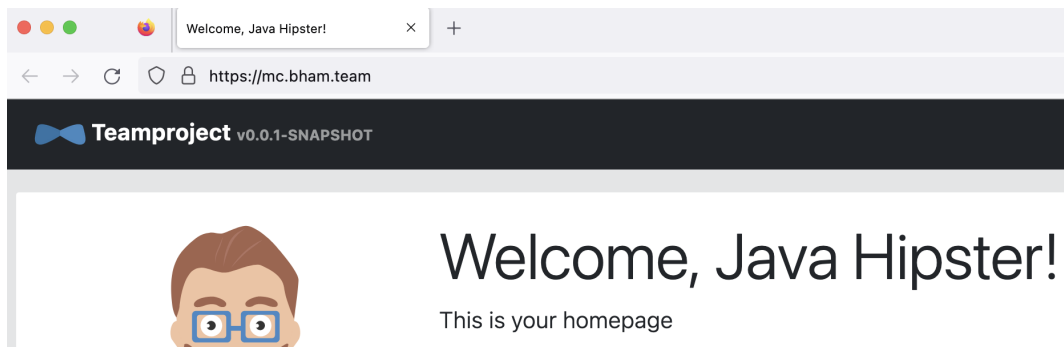 Welcome, Java Hipster!
https://mc.bham.team
Teamproject v0.0.1-SNAPSHOT
Welcome, Java Hipster!
This is your homepage